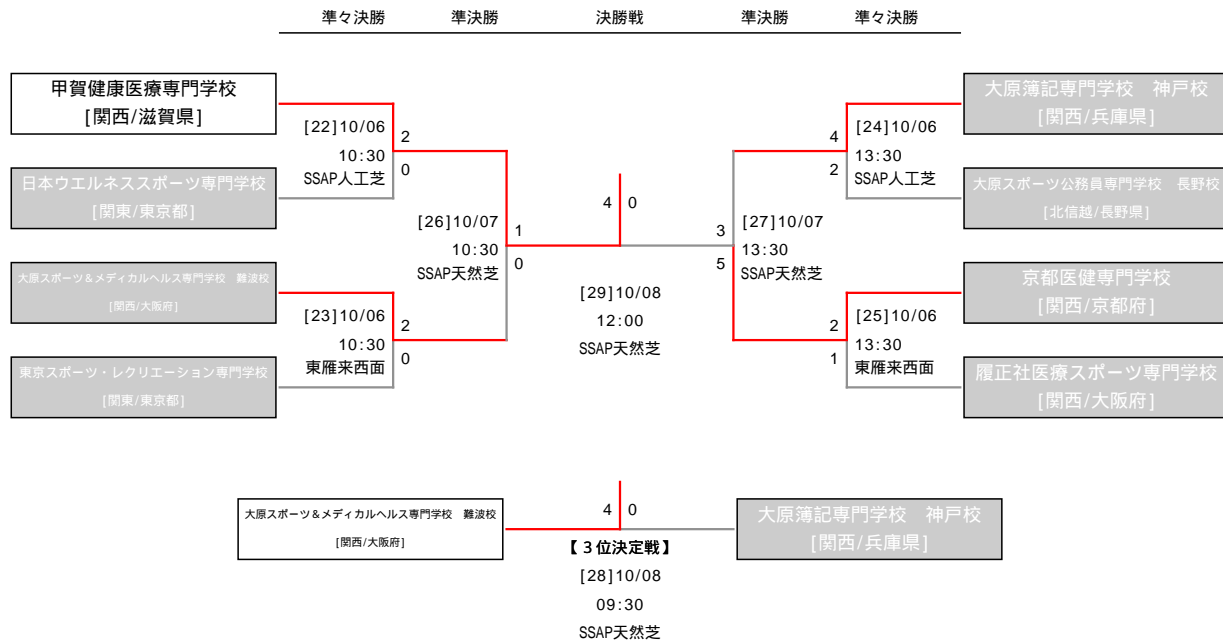 準々決勝 準決勝 決勝戦 準決勝 準々決勝
甲賀健康医療専門学校
[関西/滋賀県]
日本ウエルネススポーツ専門学校
[関東/東京都]
大原スポーツ＆メディカルヘルス専門学校　難波校
[関西/大阪府]
東京スポーツ・レクリエーション専門学校
[関東/東京都]
[22]10/06
10:30
SSAP人工芝
2
0
[23]10/06
10:30
東雁来西面
2
0
[26]10/07
10:30
SSAP天然芝
1
0
4 0
[29]10/08
12:00
SSAP天然芝
3
5
[27]10/07
13:30
SSAP天然芝
4
2
[24]10/06
13:30
SSAP人工芝
2
1
[25]10/06
13:30
東雁来西面
大原簿記専門学校　神戸校
[関西/兵庫県]
大原スポーツ公務員専門学校　長野校
[北信越/長野県]
京都医健専門学校
[関西/京都府]
履正社医療スポーツ専門学校
[関西/大阪府]
大原スポーツ＆メディカルヘルス専門学校　難波校
[関西/大阪府]
4 0
【３位決定戦】
[28]10/08
09:30
SSAP天然芝
大原簿記専門学校　神戸校
[関西/兵庫県]